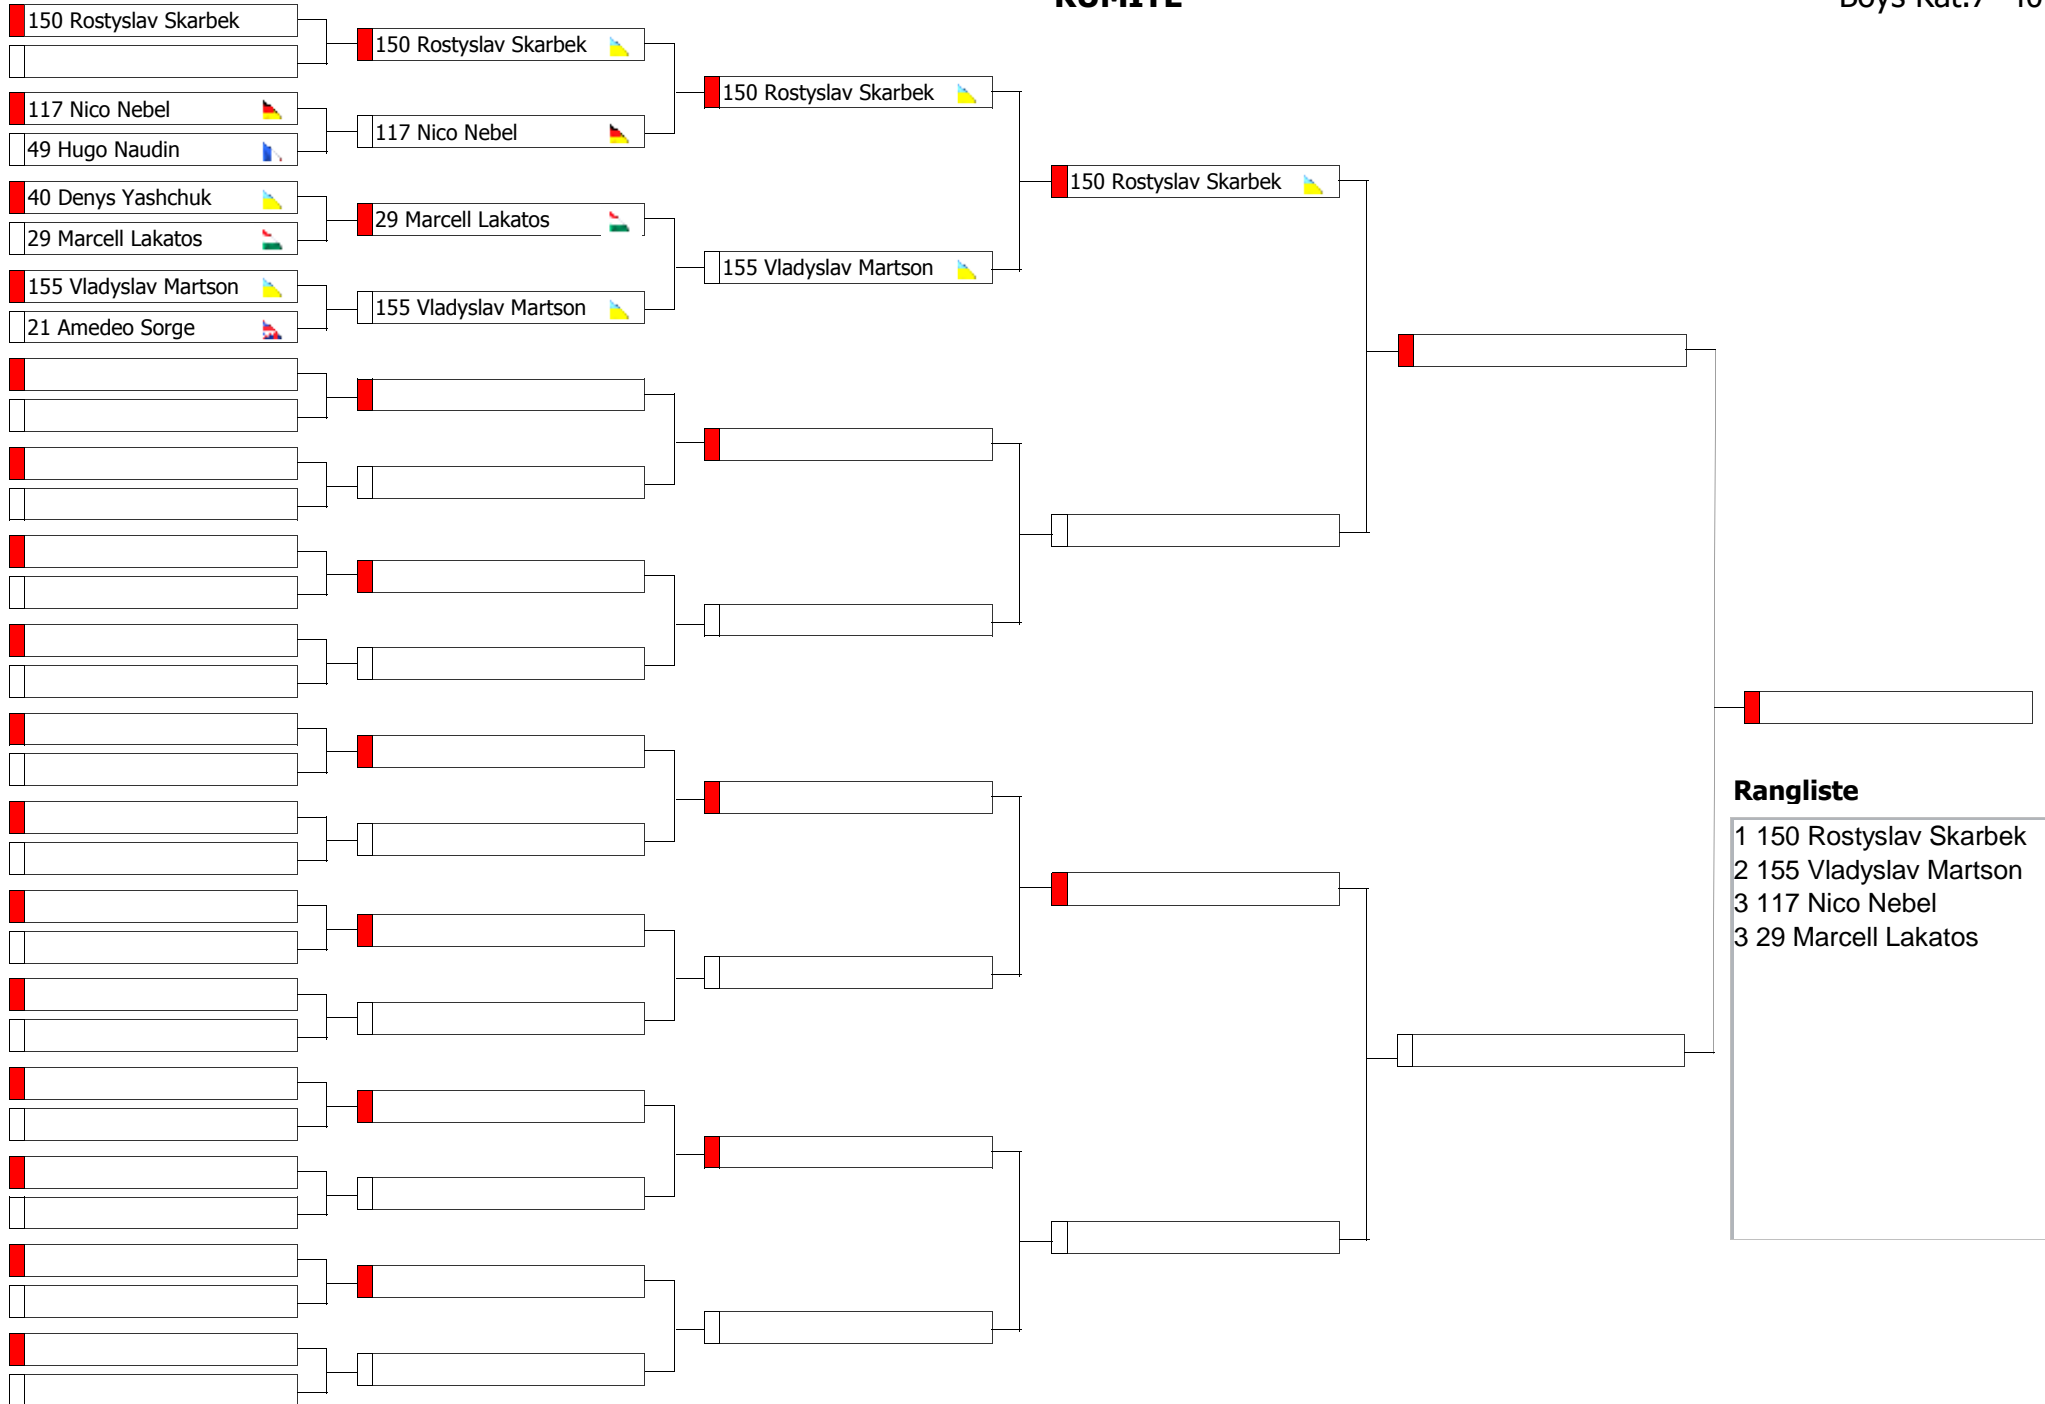 KUMITE
150 Rostyslav Skarbek
117 Nico Nebel
49 Hugo Naudin
40 Denys Yashchuk
29 Marcell Lakatos
155 Vladyslav Martson
21 Amedeo Sorge
150 Rostyslav Skarbek
117 Nico Nebel
29 Marcell Lakatos
155 Vladyslav Martson
150 Rostyslav Skarbek
155 Vladyslav Martson
150 Rostyslav Skarbek
Rangliste
1 150 Rostyslav Skarbek
2 155 Vladyslav Martson
3 117 Nico Nebel
3 29 Marcell Lakatos